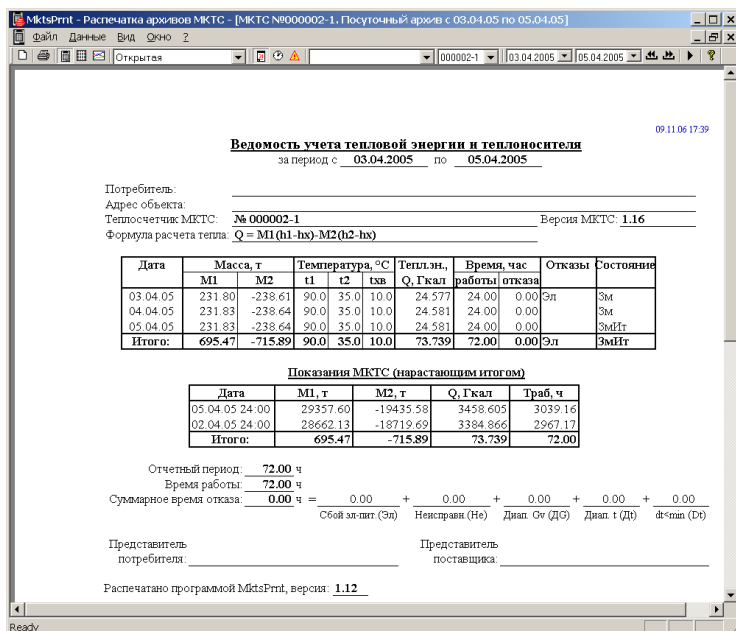 MktsPrnt - Распечатка архивов МКТС - [МКТС №000002-1. Посуточный архив с 03.04.05 по 05.04.05]
Файл Данные Вид Окно ?
Открытая 000002-1 03.04.2005 05.04.2005
09.11.06 17:39
Ведомость учета тепловой энергии и теплоносителя
за период с 03.04.2005 по 05.04.2005
Потребитель:
Адрес объекта:
Теплосчетчик МКТС: № 000002-1 Версия МКТС: 1.16
Формула расчета тепла: Q = M1(h1-hx)-M2(h2-hx)
Дата Масса, т Температура, °С Тепл.эн., Время, час Отказы Состояние
М1 М2 t1 t2 tхв Q, Гкал работы отказа
03.04.05 231.80 -238.61 90.0 35.0 10.0 24.577 24.00 0.00 Эл Зм
04.04.05 231.83 -238.64 90.0 35.0 10.0 24.581 24.00 0.00 Зм
05.04.05 231.83 -238.64 90.0 35.0 10.0 24.581 24.00 0.00 ЗмИт
Итого: 695.47 -715.89 90.0 35.0 10.0 73.739 72.00 0.00 Эл ЗмИт
Показания МКТС (нарастающим итогом)
Дата М1, т М2, т Q, Гкал Траб, ч
05.04.05 24:00 29357.60 -19435.58 3458.605 3039.16
02.04.05 24:00 28662.13 -18719.69 3384.866 2967.17
Итого: 695.47 -715.89 73.739 72.00
Отчетный период: 72.00 ч
Время работы: 72.00 ч
Суммарное время отказа: 0.00 ч = 0.00 + 0.00 + 0.00 + 0.00 + 0.00
Сбой эл-пит.(Эл) Неисправн.(Не) Диап. Gv (ДG) Диап. t (Дt) dt<min (Dt)
Представитель Представитель
потребителя: поставщика:
Распечатано программой MktsPrnt, версия: 1.12
Ready